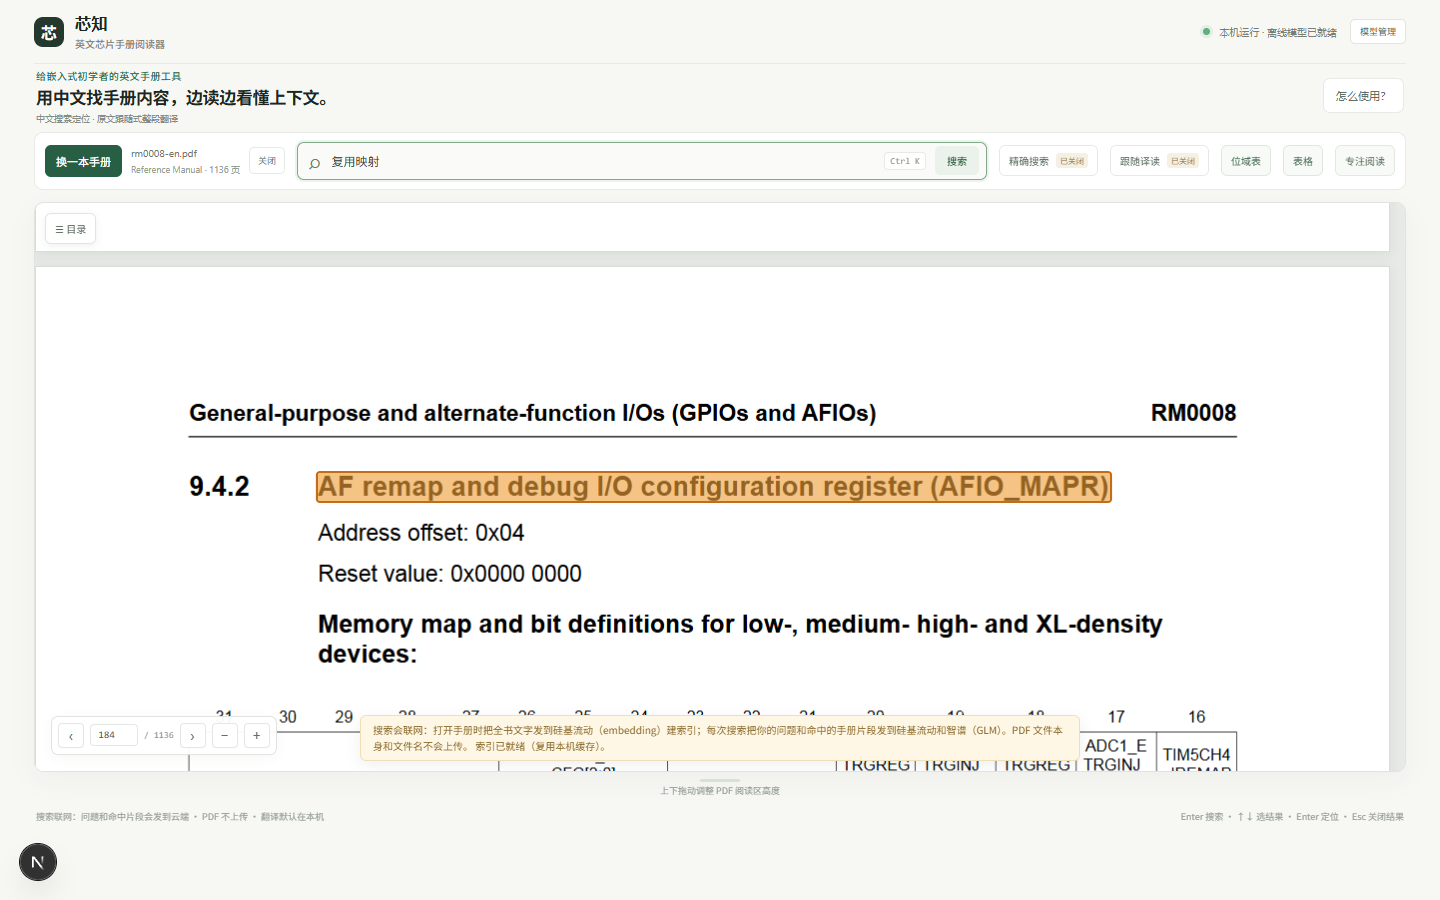 芯
芯知
英文芯片手册阅读器
本机运行 · 离线模型已就绪
模型管理
给嵌入式初学者的英文手册工具
用中文找手册内容，边读边看懂上下文。
中文搜索定位 · 原文跟随式整段翻译
怎么使用？
换一本手册
rm0008-en.pdf
Reference Manual · 1136 页
关闭
复用映射
Ctrl K
搜索
精确搜索 已关闭
跟随译读 已关闭
位域表
表格
专注阅读
☰ 目录
General-purpose and alternate-function I/Os (GPIOs and AFIOs)
RM0008
9.4.2
AF remap and debug I/O configuration register (AFIO_MAPR)
Address offset: 0x04
Reset value: 0x0000 0000
Memory map and bit definitions for low-, medium- high- and XL-density
devices:
31 30 29 28 27 26 25 24 23 22 21 20 19 18 17 16
ADC1_E
TRGINJ
TIM5CH4
TRGREG TRGINJ TRGREG
‹ 184 / 1136 › − +
搜索会联网：打开手册时把全书文字发到硅基流动（embedding）建索引；每次搜索把你的问题和命中的手册片段发到硅基流动和智谱（GLM）。PDF 文件本
身和文件名不会上传。 索引已就绪（复用本机缓存）。
上下拖动调整 PDF 阅读区高度
搜索联网：问题和命中片段会发到云端 · PDF 不上传 · 翻译默认在本机
Enter 搜索 · ↑↓ 选结果 · Enter 定位 · Esc 关闭结果
N